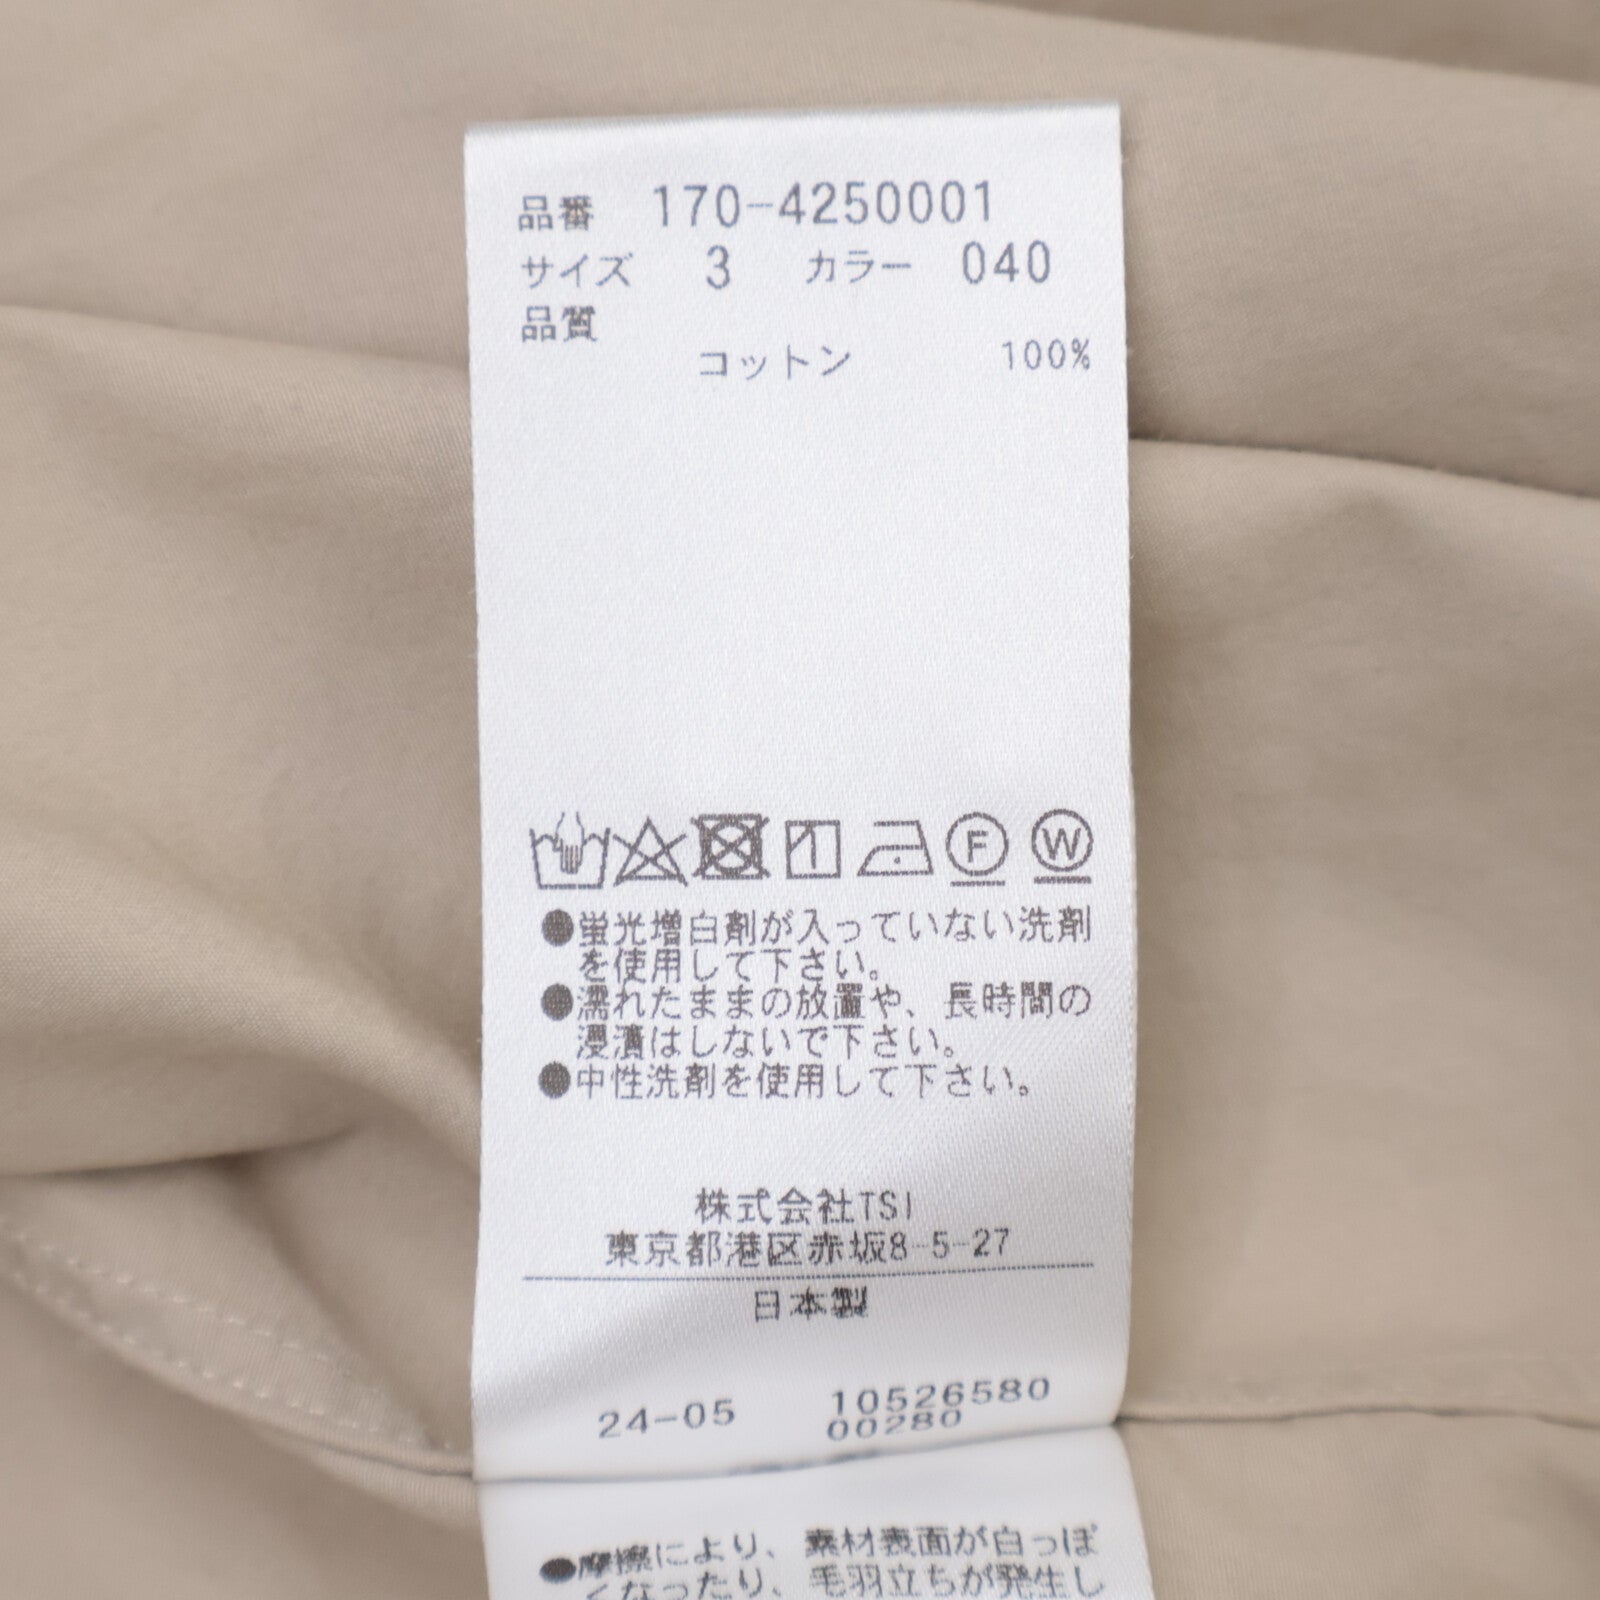 品番 170-4250001
サイズ 3 カラー 040
品質
コットン 100%
F W
●蛍光増白剤が入っていない洗剤
を使用して下さい。
●濡れたままの放置や、長時間の
浸漬はしないで下さい。
●中性洗剤を使用して下さい。
株式会社TSI
東京都港区赤坂8-5-27
日本製
24-05 10526580
00280
●摩擦により、素材表面が白っぽ
くなったり、毛羽立ちが発生し